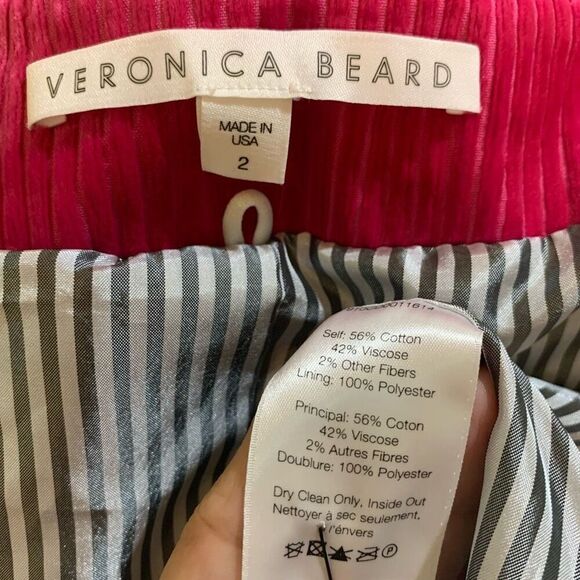 VERONICA BEARD
MADE IN
USA
2
Self: 56% Cotton
42% Viscose
2% Other Fibers
Lining: 100% Polyester
Principal: 56% Coton
42% Viscose
2% Autres Fibres
Doublure: 100% Polyester
Dry Clean Only, Inside Out
Nettoyer à sec seulement,
l'énvers